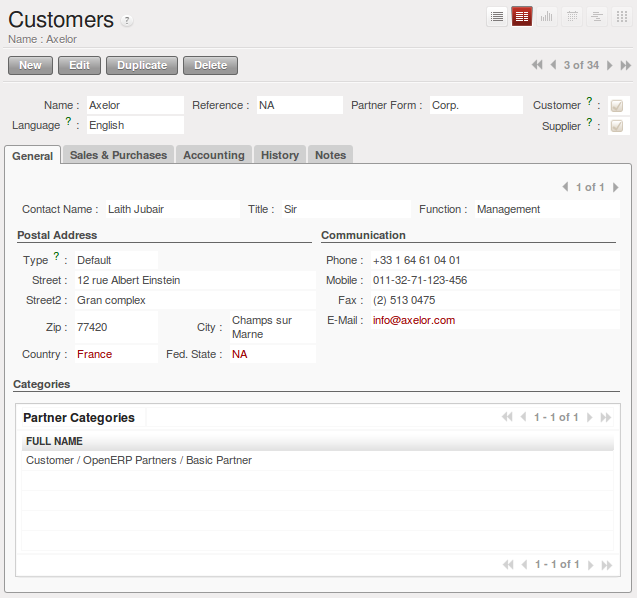 Customers ?
Name : Axelor
New Edit Duplicate Delete 3 of 34
Name : Axelor Reference : NA Partner Form : Corp. Customer ? :
Language ? : English Supplier ? :
General Sales & Purchases Accounting History Notes
1 of 1
Contact Name : Laith Jubair Title : Sir Function : Management
Postal Address Communication
Type ? : Default Phone : +33 1 64 61 04 01
Street : 12 rue Albert Einstein Mobile : 011-32-71-123-456
Street2 : Gran complex Fax : (2) 513 0475
Zip : 77420 City : Champs sur Marne E-Mail : info@axelor.com
Country : France Fed. State : NA
Categories
Partner Categories 1 - 1 of 1
FULL NAME
Customer / OpenERP Partners / Basic Partner
1 - 1 of 1